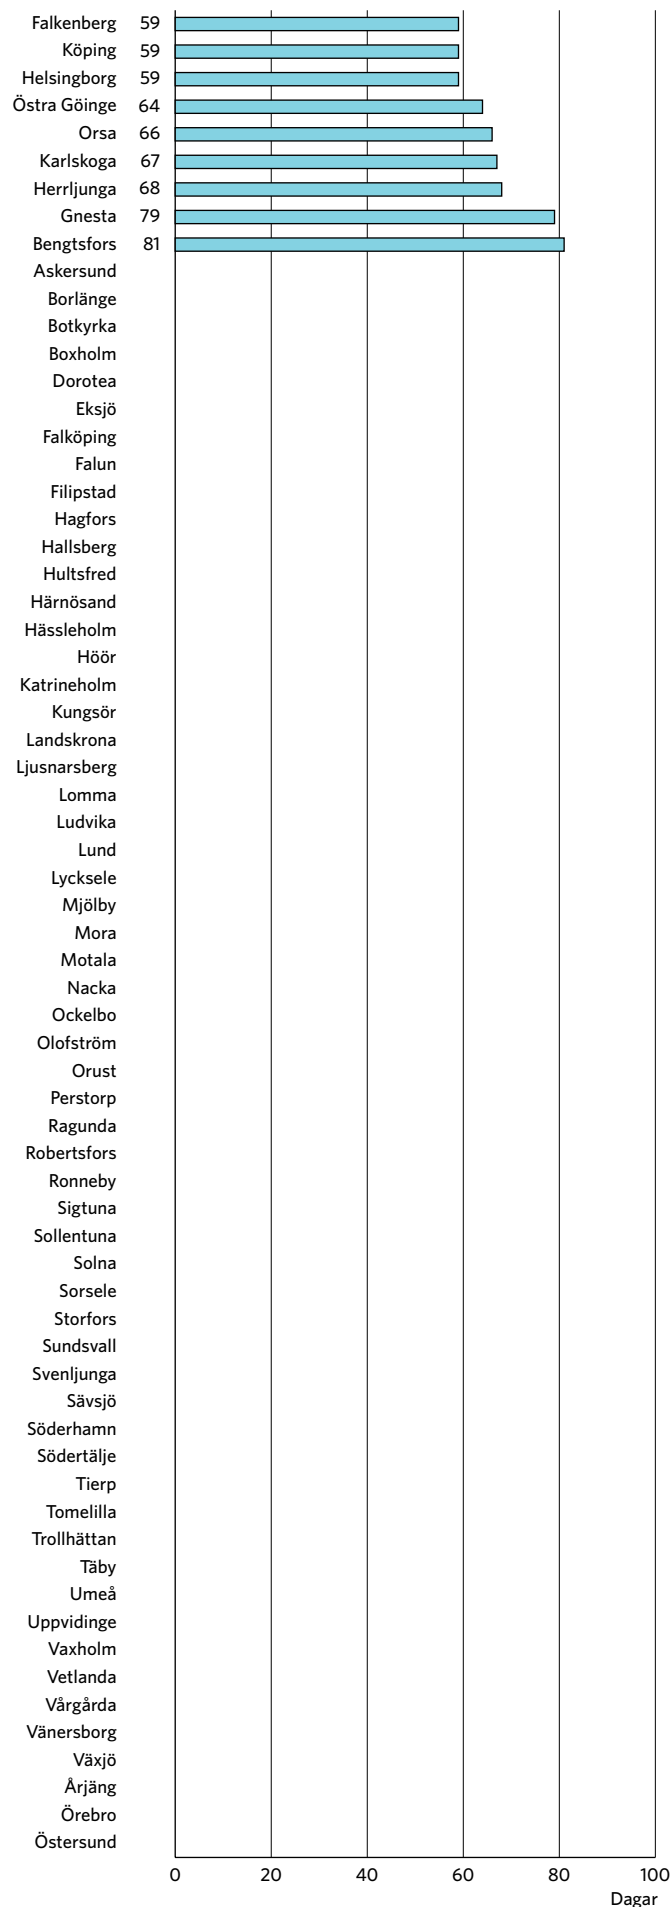 Falkenberg 59
Köping 59
Helsingborg 59
Östra Göinge 64
Orsa 66
Karlskoga 67
Herrljunga 68
Gnesta 79
Bengtsfors 81
Askersund
Borlänge
Botkyrka
Boxholm
Dorotea
Eksjö
Falköping
Falun
Filipstad
Hagfors
Hallsberg
Hultsfred
Härnösand
Hässleholm
Höör
Katrineholm
Kungsör
Landskrona
Ljusnarsberg
Lomma
Ludvika
Lund
Lycksele
Mjölby
Mora
Motala
Nacka
Ockelbo
Olofström
Orust
Perstorp
Ragunda
Robertsfors
Ronneby
Sigtuna
Sollentuna
Solna
Sorsele
Storfors
Sundsvall
Svenljunga
Sävsjö
Söderhamn
Södertälje
Tierp
Tomelilla
Trollhättan
Täby
Umeå
Uppvidinge
Vaxholm
Vetlanda
Vårgårda
Vänersborg
Växjö
Årjäng
Örebro
Östersund
0 20 40 60 80 100
Dagar